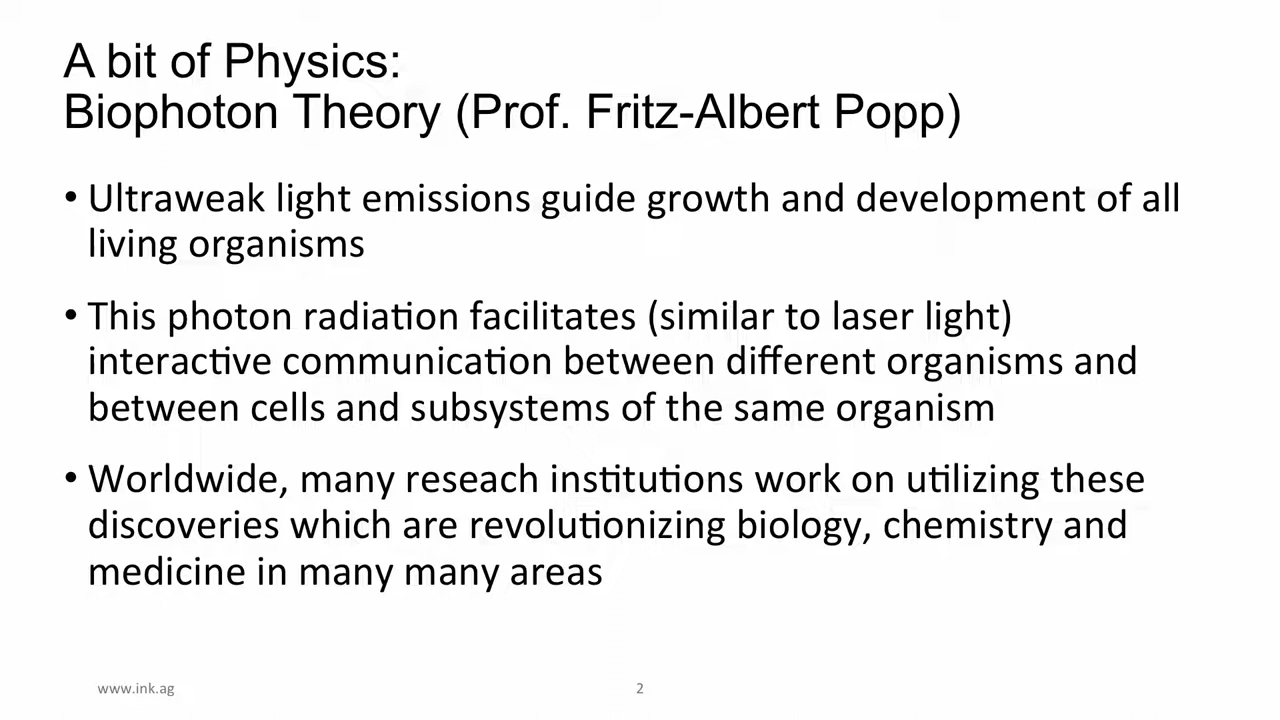 A bit of Physics:
Biophoton Theory (Prof. Fritz-Albert Popp)
• Ultraweak light emissions guide growth and development of all
living organisms
• This photon radiation facilitates (similar to laser light)
interactive communication between different organisms and
between cells and subsystems of the same organism
• Worldwide, many reseach institutions work on utilizing these
discoveries which are revolutionizing biology, chemistry and
medicine in many many areas
www.ink.ag
2